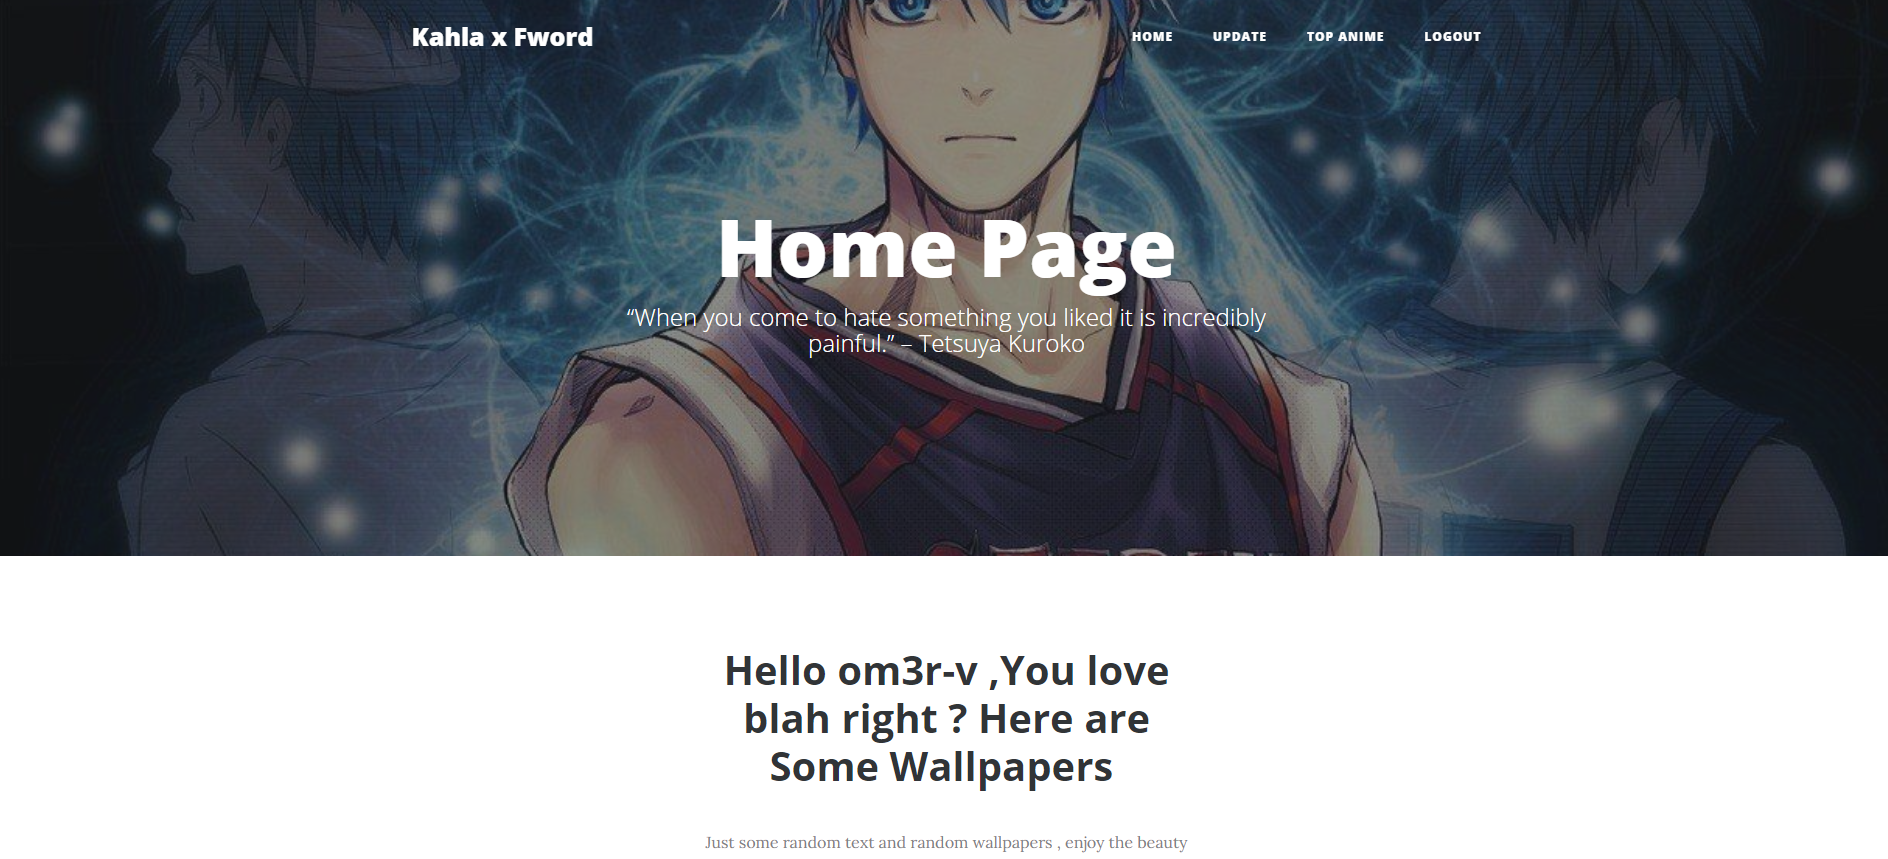 Kahla x Fword
HOME UPDATE TOP ANIME LOGOUT
Home Page
“When you come to hate something you liked it is incredibly
painful.” – Tetsuya Kuroko
Hello om3r-v ,You love
blah right ? Here are
Some Wallpapers
Just some random text and random wallpapers , enjoy the beauty